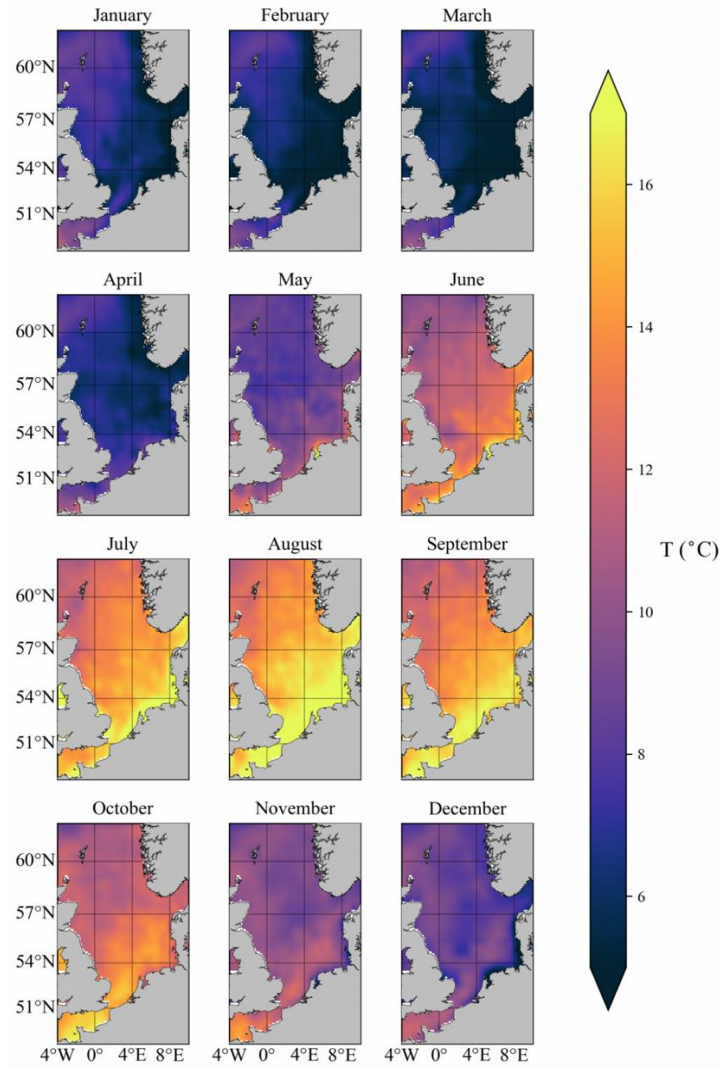 January February March
60°N
57°N
54°N
51°N
April May June
60°N
57°N
54°N
51°N
July August September
60°N
57°N
54°N
51°N
October November December
60°N
57°N
54°N
51°N
4°W 0° 4°E 8°E 4°W 0° 4°E 8°E 4°W 0° 4°E 8°E
16
14
12
T (°C)
10
8
6